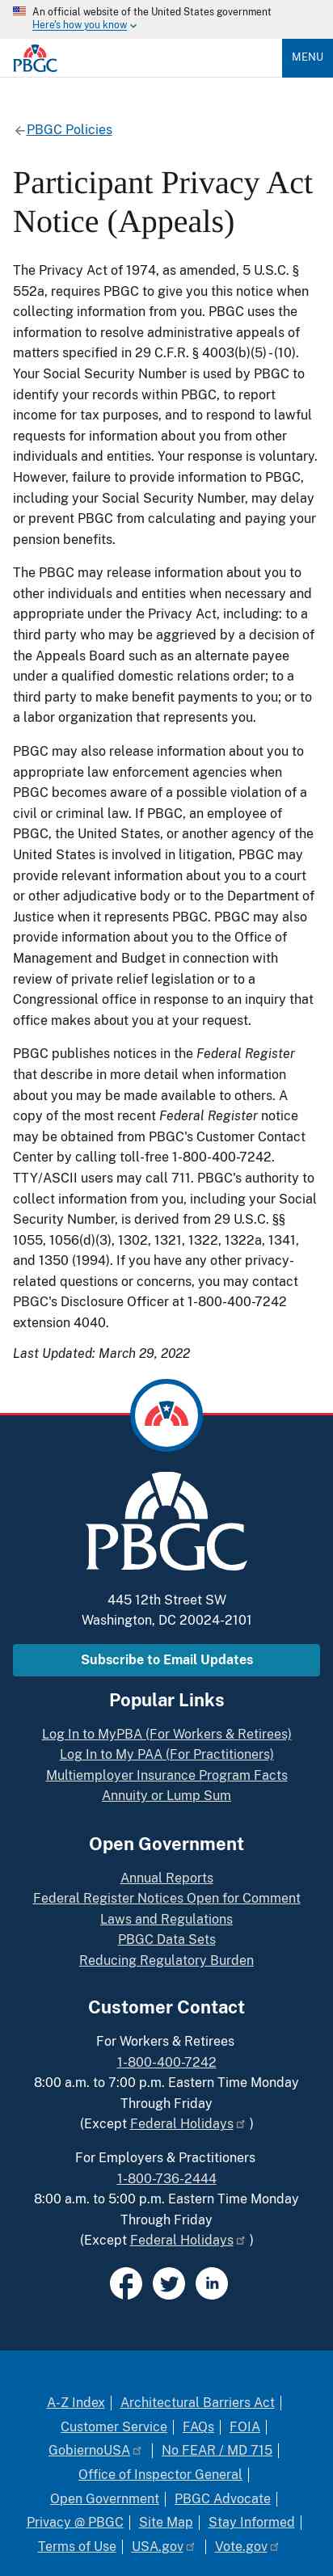 An official website of the United States government
Here's how you know
PBGC
MENU
PBGC Policies
Participant Privacy Act
Notice (Appeals)
The Privacy Act of 1974, as amended, 5 U.S.C. §
552a, requires PBGC to give you this notice when
collecting information from you. PBGC uses the
information to resolve administrative appeals of
matters specified in 29 C.F.R. § 4003(b)(5)-(10).
Your Social Security Number is used by PBGC to
identify your records within PBGC, to report
income for tax purposes, and to respond to lawful
requests for information about you from other
individuals and entities. Your response is voluntary.
However, failure to provide information to PBGC,
including your Social Security Number, may delay
or prevent PBGC from calculating and paying your
pension benefits.
The PBGC may release information about you to
other individuals and entities when necessary and
appropriate under the Privacy Act, including: to a
third party who may be aggrieved by a decision of
the Appeals Board such as an alternate payee
under a qualified domestic relations order; to a
third party to make benefit payments to you; or to
a labor organization that represents you.
PBGC may also release information about you to
appropriate law enforcement agencies when
PBGC becomes aware of a possible violation of a
civil or criminal law. If PBGC, an employee of
PBGC, the United States, or another agency of the
United States is involved in litigation, PBGC may
provide relevant information about you to a court
or other adjudicative body or to the Department of
Justice when it represents PBGC. PBGC may also
provide information about you to the Office of
Management and Budget in connection with
review of private relief legislation or to a
Congressional office in response to an inquiry that
office makes about you at your request.
PBGC publishes notices in the Federal Register
that describe in more detail when information
about you may be made available to others. A
copy of the most recent Federal Register notice
may be obtained from PBGC's Customer Contact
Center by calling toll-free 1-800-400-7242.
TTY/ASCII users may call 711. PBGC's authority to
collect information from you, including your Social
Security Number, is derived from 29 U.S.C. §§
1055, 1056(d)(3), 1302, 1321, 1322, 1322a, 1341,
and 1350 (1994). If you have any other privacy-
related questions or concerns, you may contact
PBGC's Disclosure Officer at 1-800-400-7242
extension 4040.
Last Updated: March 29, 2022
PBGC
445 12th Street SW
Washington, DC 20024-2101
Subscribe to Email Updates
Popular Links
Log In to MyPBA (For Workers & Retirees)
Log In to My PAA (For Practitioners)
Multiemployer Insurance Program Facts
Annuity or Lump Sum
Open Government
Annual Reports
Federal Register Notices Open for Comment
Laws and Regulations
PBGC Data Sets
Reducing Regulatory Burden
Customer Contact
For Workers & Retirees
1-800-400-7242
8:00 a.m. to 7:00 p.m. Eastern Time Monday
Through Friday
(Except Federal Holidays )
For Employers & Practitioners
1-800-736-2444
8:00 a.m. to 5:00 p.m. Eastern Time Monday
Through Friday
(Except Federal Holidays )
in
A-Z Index | Architectural Barriers Act |
Customer Service | FAQs | FOIA |
GobiernoUSA | No FEAR / MD 715 |
Office of Inspector General |
Open Government | PBGC Advocate |
Privacy @ PBGC | Site Map | Stay Informed |
Terms of Use | USA.gov | Vote.gov